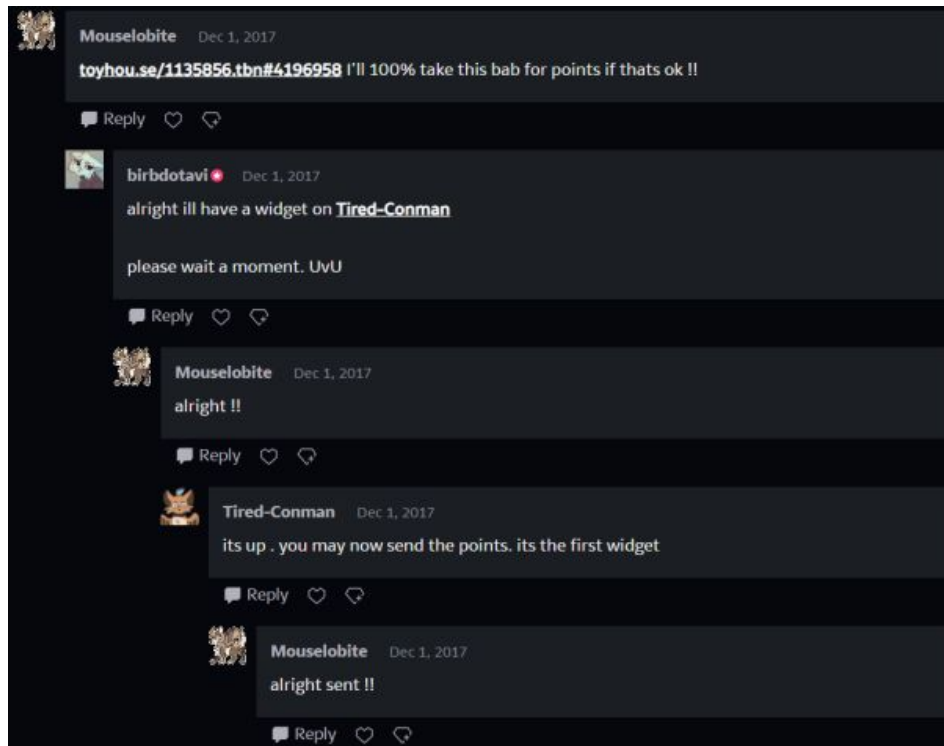 Mouselobite Dec 1, 2017
toyhou.se/1135856.tbn#4196958 I'll 100% take this bab for points if thats ok !!
Reply
birbdotavi Dec 1, 2017
alright ill have a widget on Tired-Conman
please wait a moment. UvU
Reply
Mouselobite Dec 1, 2017
alright !!
Reply
Tired-Conman Dec 1, 2017
its up . you may now send the points. its the first widget
Reply
Mouselobite Dec 1, 2017
alright sent !!
Reply